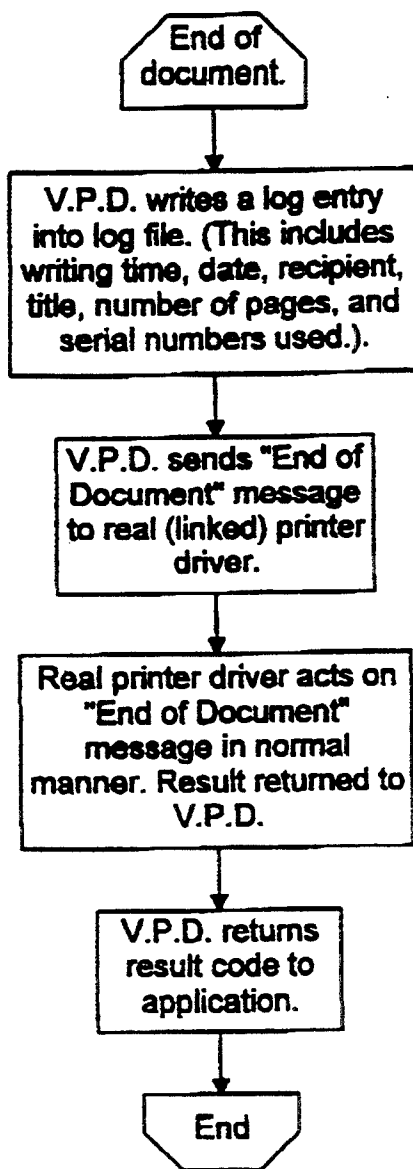 End of
document.
V.P.D. writes a log entry
into log file. (This includes
writing time, date, recipient,
title, number of pages, and
serial numbers used.).
V.P.D. sends "End of
Document" message
to real (linked) printer
driver.
Real printer driver acts on
"End of Document"
message in normal
manner. Result returned to
V.P.D.
V.P.D. returns
result code to
application.
End